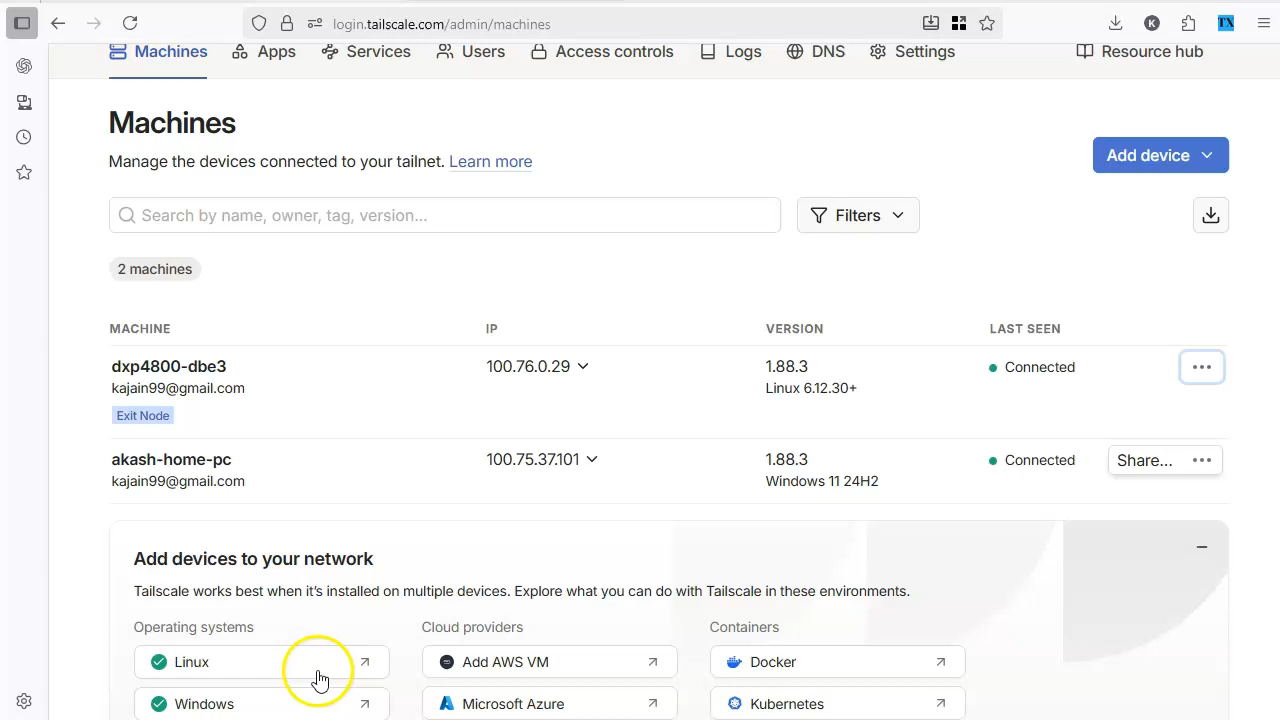 login.tailscale.com/admin/machines
K
TX
Machines
Apps
Services
Users
Access controls
Logs
DNS
Settings
Resource hub
Machines
Manage the devices connected to your tailnet. Learn more
Add device
Search by name, owner, tag, version...
Filters
2 machines
MACHINE
IP
VERSION
LAST SEEN
dxp4800-dbe3
100.76.0.29
1.88.3
Connected
kajain99@gmail.com
Linux 6.12.30+
Exit Node
akash-home-pc
100.75.37.101
1.88.3
Connected
Share...
kajain99@gmail.com
Windows 11 24H2
Add devices to your network
Tailscale works best when it's installed on multiple devices. Explore what you can do with Tailscale in these environments.
Operating systems
Cloud providers
Containers
Linux
Add AWS VM
Docker
Windows
Microsoft Azure
Kubernetes